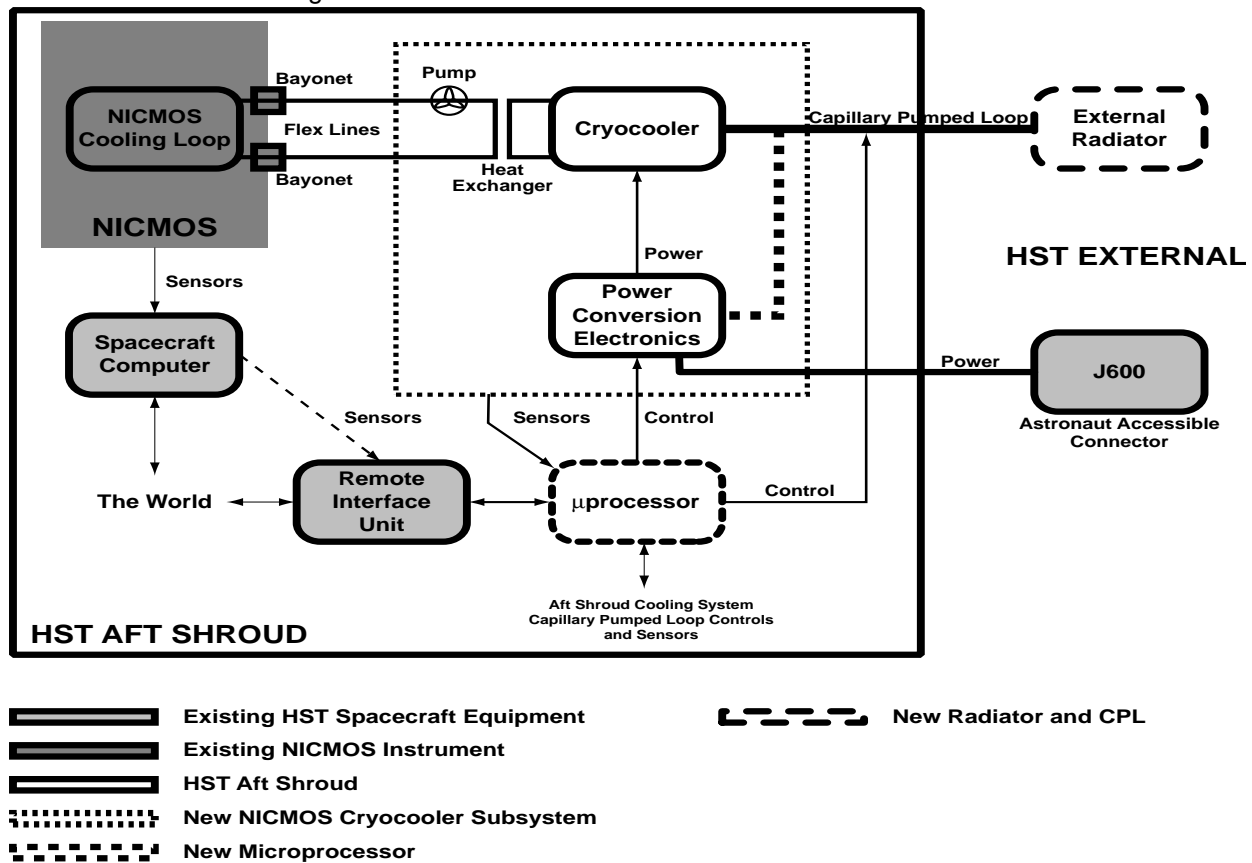 Bayonet
Pump
NICMOS
Cooling Loop
Flex Lines
Cryocooler
Capillary Pumped Loop
External
Radiator
Bayonet
Heat
Exchanger
NICMOS
HST EXTERNAL
Sensors
Power
Power
Conversion
Electronics
Spacecraft
Computer
Power
J600
Astronaut Accessible
Connector
Sensors
Sensors
Control
The World
Remote
Interface
Unit
μprocessor
Control
Aft Shroud Cooling System
Capillary Pumped Loop Controls
and Sensors
HST AFT SHROUD
Existing HST Spacecraft Equipment
New Radiator and CPL
Existing NICMOS Instrument
HST Aft Shroud
New NICMOS Cryocooler Subsystem
New Microprocessor